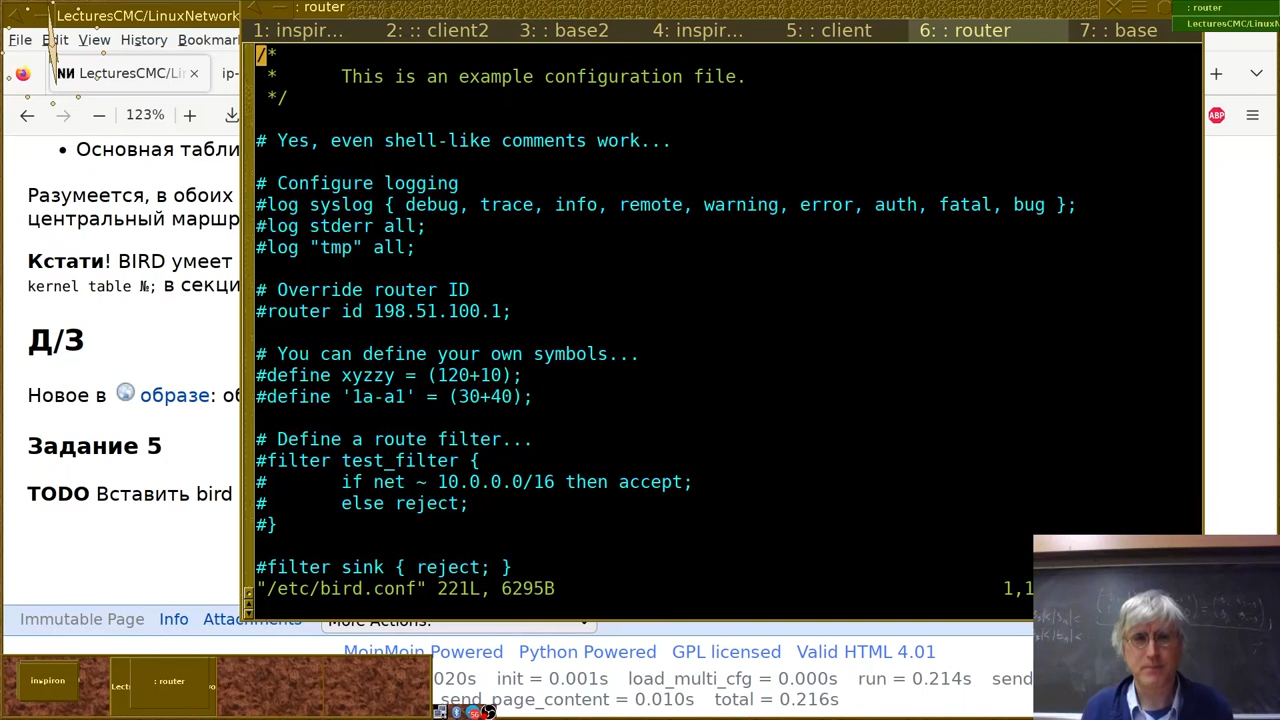 LecturesCMC/LinuxNetwork
: router
: router
LecturesCMC/LinuxN
File Edit View History Bookmar
1: inspir... 2: :: client2 3: : base2 4: inspir... 5: : client 6: : router 7: : base
LecturesCMC/Li
ip-
123%
ABP
• Основная табли
Разумеется, в обоих
центральный маршр
Кстати! BIRD умеет
kernel table №; в секци
Д/З
Новое в образе: об
Задание 5
TODO Вставить bird
/*
 *      This is an example configuration file.
 */
# Yes, even shell-like comments work...
# Configure logging
#log syslog { debug, trace, info, remote, warning, error, auth, fatal, bug };
#log stderr all;
#log "tmp" all;
# Override router ID
#router id 198.51.100.1;
# You can define your own symbols...
#define xyzzy = (120+10);
#define '1a-a1' = (30+40);
# Define a route filter...
#filter test_filter {
#       if net ~ 10.0.0.0/16 then accept;
#       else reject;
#}
#filter sink { reject; }
"/etc/bird.conf" 221L, 6295B 1,1
Immutable Page Info Attachments More Actions:
MoinMoin Powered Python Powered GPL licensed Valid HTML 4.01
020s init = 0.001s load_multi_cfg = 0.000s run = 0.214s send
send_page_content = 0.010s total = 0.216s
inspiron
Lect
: router